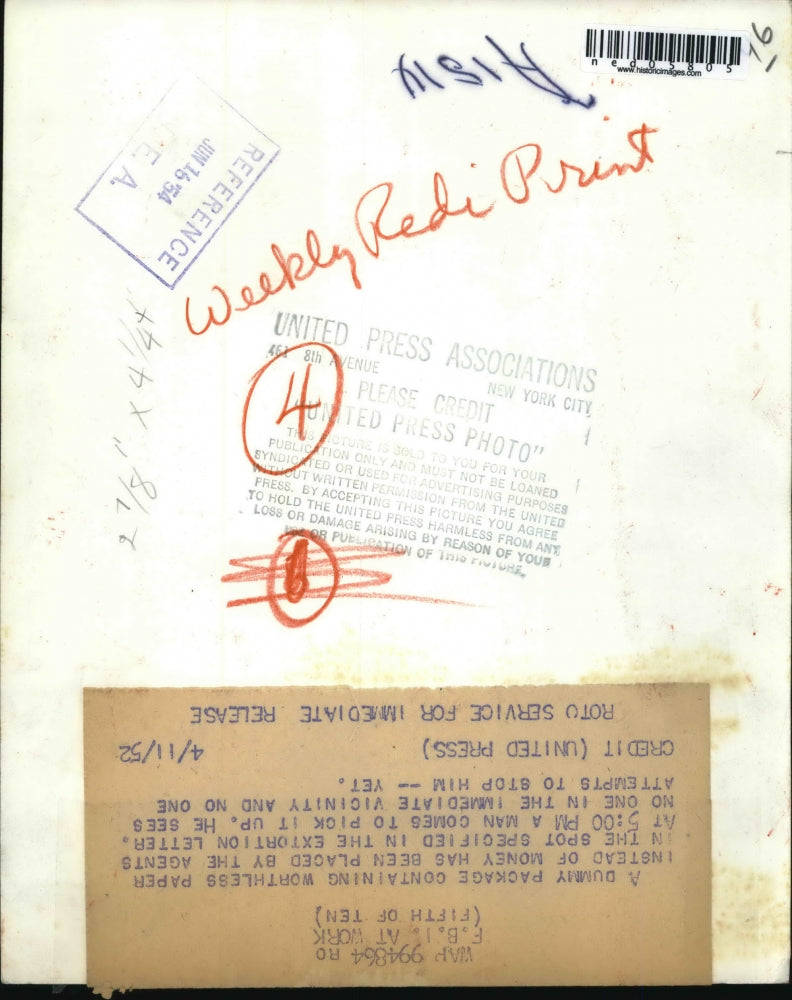 ned05805
www.historicimages.com
16
REFERENCE
JUN 16 '54
E. A.
Weekly Redi Print
2 7/8" X 4 1/4"
UNITED PRESS ASSOCIATIONS
461 8th AVENUE
NEW YORK CITY
4
PLEASE CREDIT
"UNITED PRESS PHOTO"
THIS PICTURE IS SOLD TO YOU FOR YOUR
PUBLICATION ONLY AND MUST NOT BE LOANED
SYNDICATED OR USED FOR ADVERTISING PURPOSES
WITHOUT WRITTEN PERMISSION FROM THE UNITED
PRESS. BY ACCEPTING THIS PICTURE YOU AGREE
TO HOLD THE UNITED PRESS HARMLESS FROM ANY
LOSS OR DAMAGE ARISING BY REASON OF YOUR
USE OR PUBLICATION OF THIS PICTURE.
WAP 994864 RO
F.B.I. AT WORK
(FIFTH OF TEN)
A DUMMY PACKAGE CONTAINING WORTHLESS PAPER
INSTEAD OF MONEY HAS BEEN PLACED BY THE AGENTS
IN THE SPOT SPECIFIED IN THE EXTORTION LETTER.
AT 5:00 PM A MAN COMES TO PICK IT UP. HE SEES
NO ONE IN THE IMMEDIATE VICINITY AND NO ONE
ATTEMPTS TO STOP HIM -- YET.
CREDIT (UNITED PRESS) 4/11/52
ROTO SERVICE FOR IMMEDIATE RELEASE